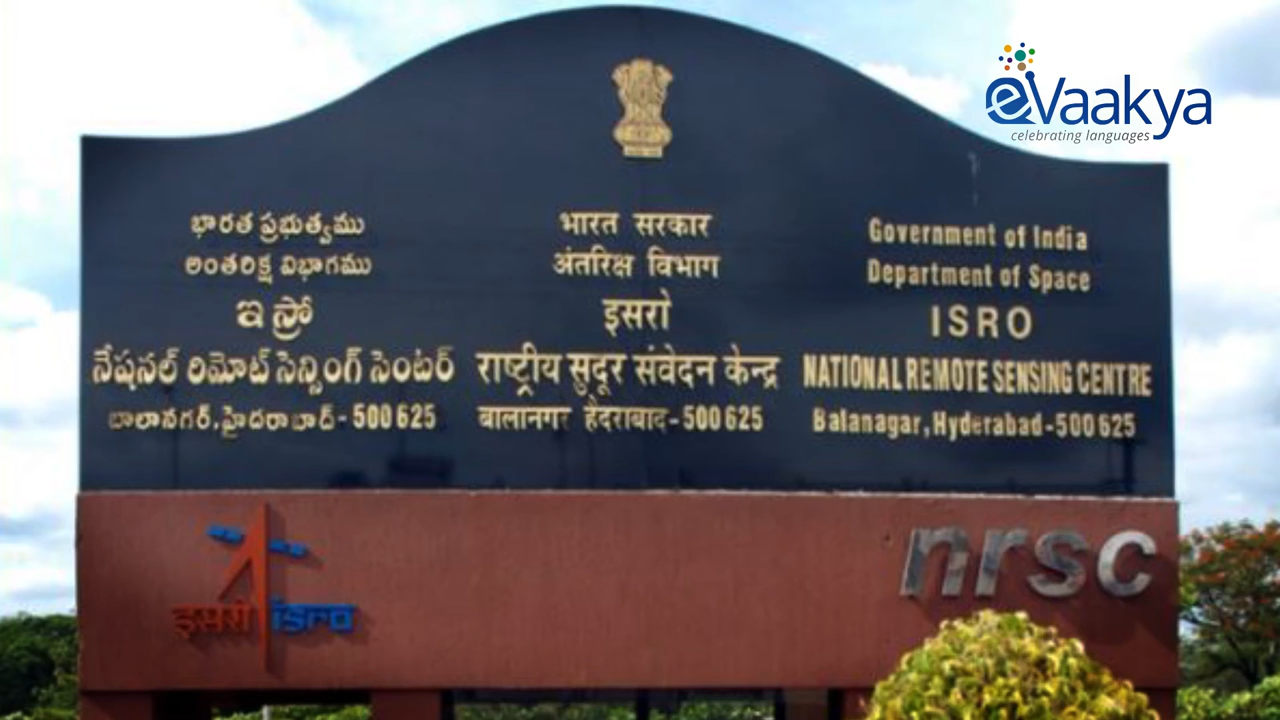 eVaakya
celebrating languages
భారత ప్రభుత్వము
అంతరిక్ష విభాగము
ఇస్రో
నేషనల్ రిమోట్ సెన్సింగ్ సెంటర్
బాలానగర్, హైదరాబాద్ - 500 625
भारत सरकार
अंतरिक्ष विभाग
इसरो
राष्ट्रीय सुदूर संवेदन केन्द्र
बालानगर हैदराबाद - 500 625
Government of India
Department of Space
ISRO
NATIONAL REMOTE SENSING CENTRE
Balanagar, Hyderabad - 500 625
इसरो isro
nrsc